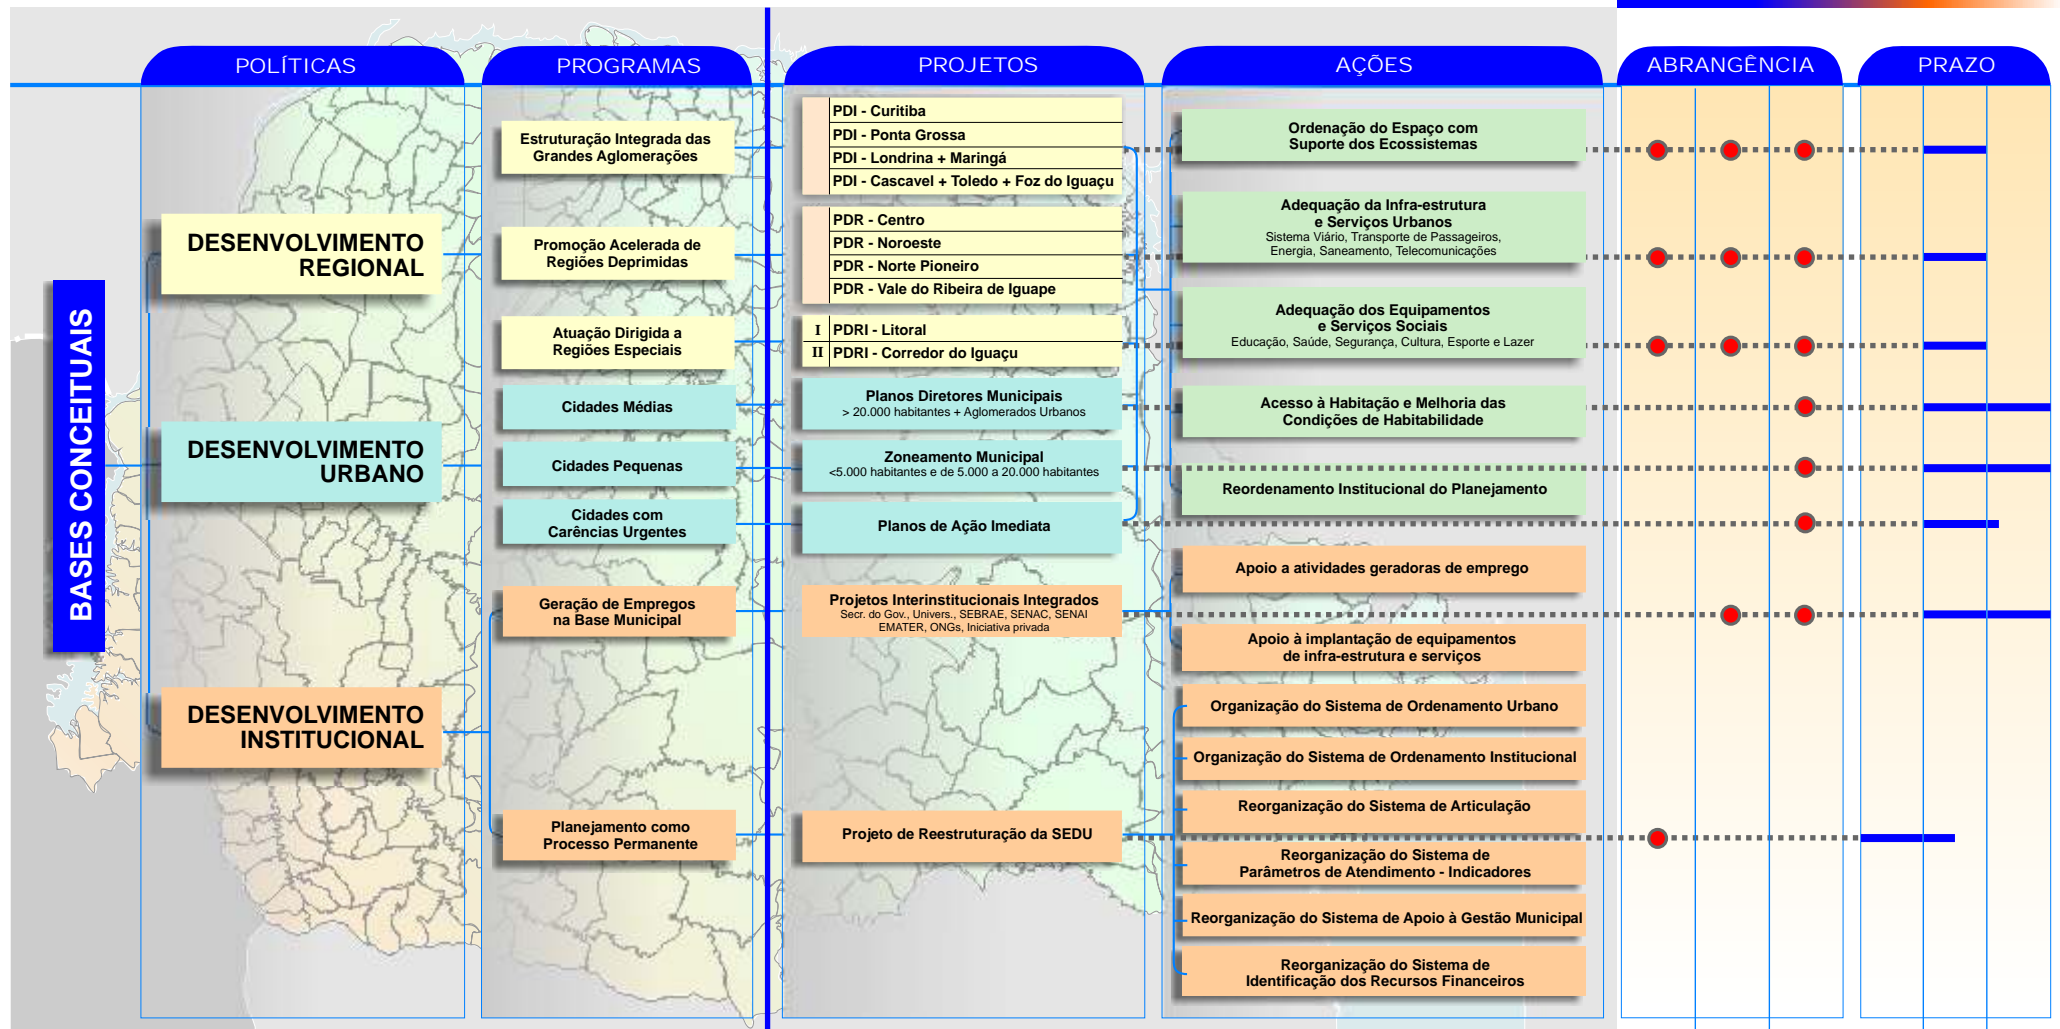 POLÍTICAS
PROGRAMAS
PROJETOS
AÇÕES
ABRANGÊNCIA
PRAZO
BASES CONCEITUAIS
DESENVOLVIMENTO
REGIONAL
DESENVOLVIMENTO
URBANO
DESENVOLVIMENTO
INSTITUCIONAL
Estruturação Integrada das
Grandes Aglomerações
Promoção Acelerada de
Regiões Deprimidas
Atuação Dirigida a
Regiões Especiais
Cidades Médias
Cidades Pequenas
Cidades com
Carências Urgentes
Geração de Empregos
na Base Municipal
Planejamento como
Processo Permanente
PDI - Curitiba
PDI - Ponta Grossa
PDI - Londrina + Maringá
PDI - Cascavel + Toledo + Foz do Iguaçu
PDR - Centro
PDR - Noroeste
PDR - Norte Pioneiro
PDR - Vale do Ribeira de Iguape
I PDRI - Litoral
II PDRI - Corredor do Iguaçu
Planos Diretores Municipais
> 20.000 habitantes + Aglomerados Urbanos
Zoneamento Municipal
<5.000 habitantes e de 5.000 a 20.000 habitantes
Planos de Ação Imediata
Projetos Interinstitucionais Integrados
Secr. do Gov., Univers., SEBRAE, SENAC, SENAI
EMATER, ONGs, Iniciativa privada
Projeto de Reestruturação da SEDU
Ordenação do Espaço com
Suporte dos Ecossistemas
Adequação da Infra-estrutura
e Serviços Urbanos
Sistema Viário, Transporte de Passageiros,
Energia, Saneamento, Telecomunicações
Adequação dos Equipamentos
e Serviços Sociais
Educação, Saúde, Segurança, Cultura, Esporte e Lazer
Acesso à Habitação e Melhoria das
Condições de Habitabilidade
Reordenamento Institucional do Planejamento
Apoio a atividades geradoras de emprego
Apoio à implantação de equipamentos
de infra-estrutura e serviços
Organização do Sistema de Ordenamento Urbano
Organização do Sistema de Ordenamento Institucional
Reorganização do Sistema de Articulação
Reorganização do Sistema de
Parâmetros de Atendimento - Indicadores
Reorganização do Sistema de Apoio à Gestão Municipal
Reorganização do Sistema de
Identificação dos Recursos Financeiros